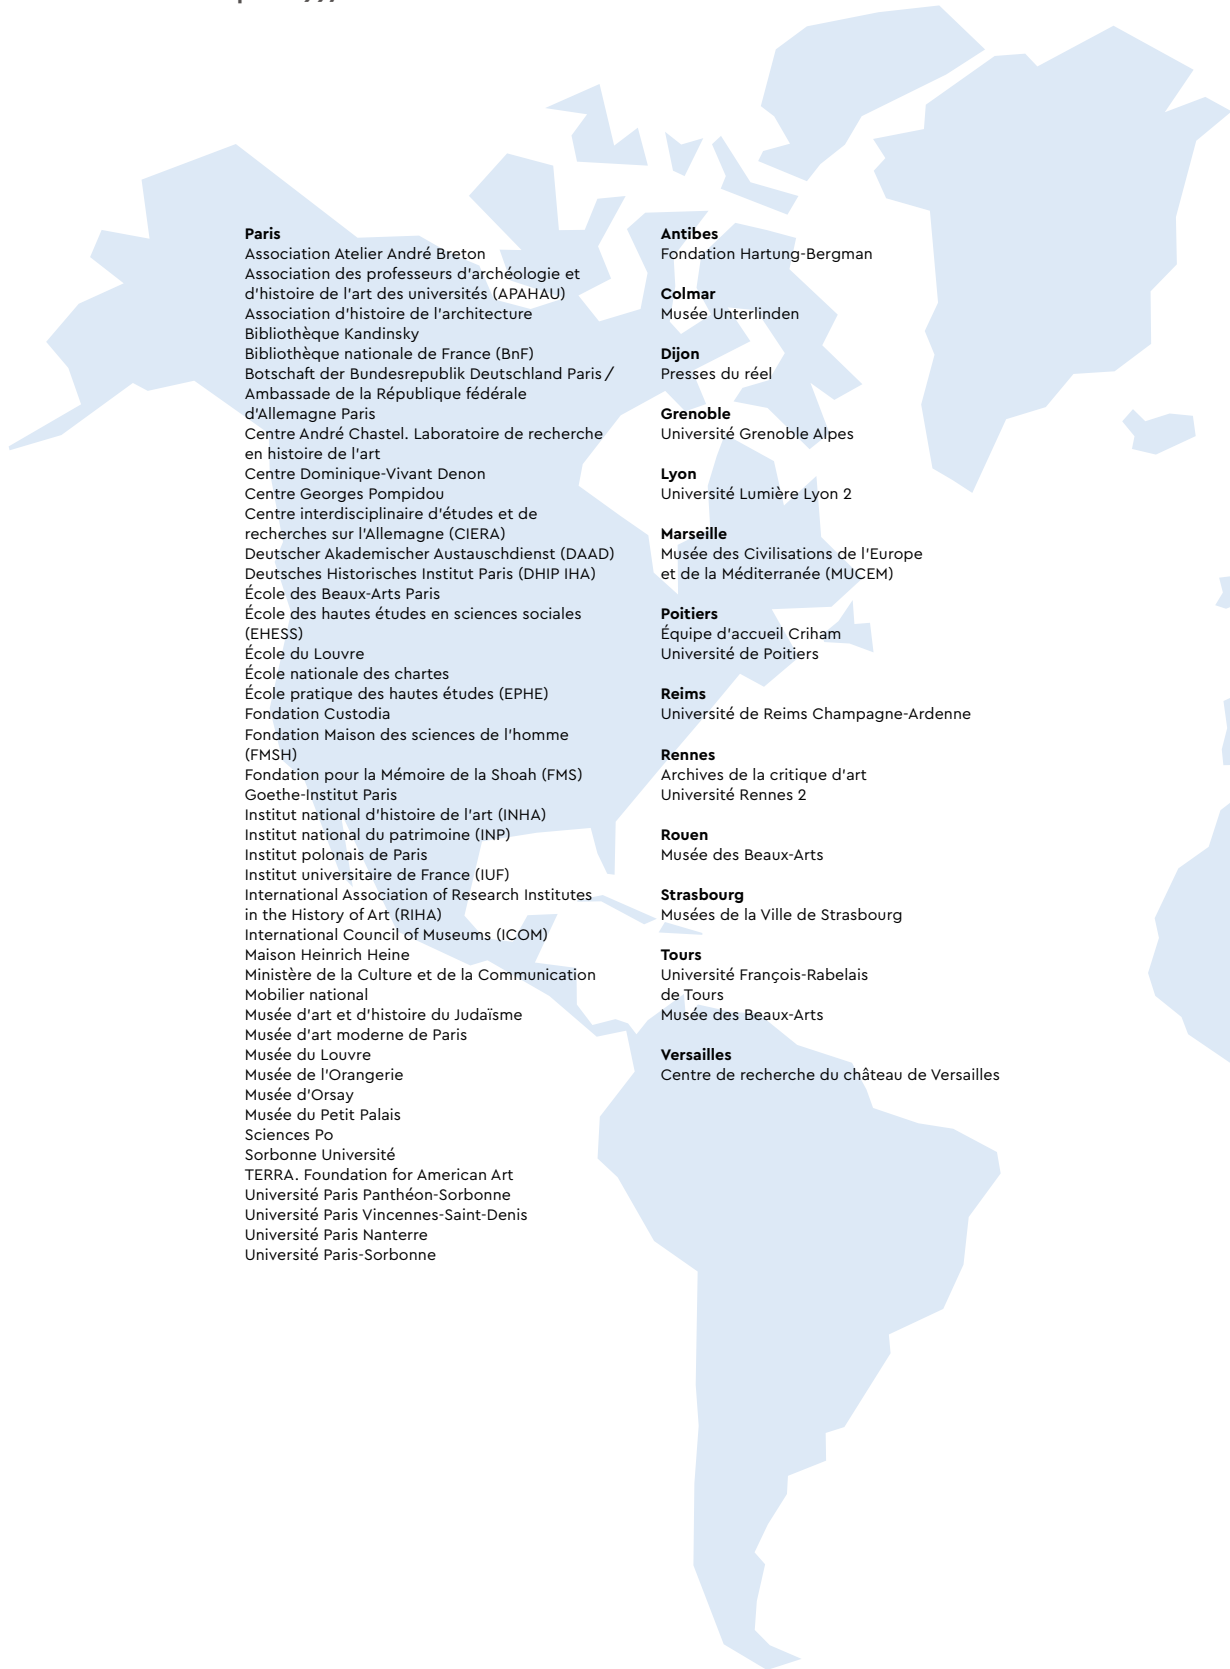 Paris
Association Atelier André Breton
Association des professeurs d'archéologie et
d'histoire de l'art des universités (APAHAU)
Association d'histoire de l'architecture
Bibliothèque Kandinsky
Bibliothèque nationale de France (BnF)
Botschaft der Bundesrepublik Deutschland Paris /
Ambassade de la République fédérale
d'Allemagne Paris
Centre André Chastel. Laboratoire de recherche
en histoire de l'art
Centre Dominique-Vivant Denon
Centre Georges Pompidou
Centre interdisciplinaire d'études et de
recherches sur l'Allemagne (CIERA)
Deutscher Akademischer Austauschdienst (DAAD)
Deutsches Historisches Institut Paris (DHIP IHA)
École des Beaux-Arts Paris
École des hautes études en sciences sociales
(EHESS)
École du Louvre
École nationale des chartes
École pratique des hautes études (EPHE)
Fondation Custodia
Fondation Maison des sciences de l'homme
(FMSH)
Fondation pour la Mémoire de la Shoah (FMS)
Goethe-Institut Paris
Institut national d'histoire de l'art (INHA)
Institut national du patrimoine (INP)
Institut polonais de Paris
Institut universitaire de France (IUF)
International Association of Research Institutes
in the History of Art (RIHA)
International Council of Museums (ICOM)
Maison Heinrich Heine
Ministère de la Culture et de la Communication
Mobilier national
Musée d'art et d'histoire du Judaïsme
Musée d'art moderne de Paris
Musée du Louvre
Musée de l'Orangerie
Musée d'Orsay
Musée du Petit Palais
Sciences Po
Sorbonne Université
TERRA. Foundation for American Art
Université Paris Panthéon-Sorbonne
Université Paris Vincennes-Saint-Denis
Université Paris Nanterre
Université Paris-Sorbonne
Antibes
Fondation Hartung-Bergman
Colmar
Musée Unterlinden
Dijon
Presses du réel
Grenoble
Université Grenoble Alpes
Lyon
Université Lumière Lyon 2
Marseille
Musée des Civilisations de l'Europe
et de la Méditerranée (MUCEM)
Poitiers
Équipe d'accueil Criham
Université de Poitiers
Reims
Université de Reims Champagne-Ardenne
Rennes
Archives de la critique d'art
Université Rennes 2
Rouen
Musée des Beaux-Arts
Strasbourg
Musées de la Ville de Strasbourg
Tours
Université François-Rabelais
de Tours
Musée des Beaux-Arts
Versailles
Centre de recherche du château de Versailles